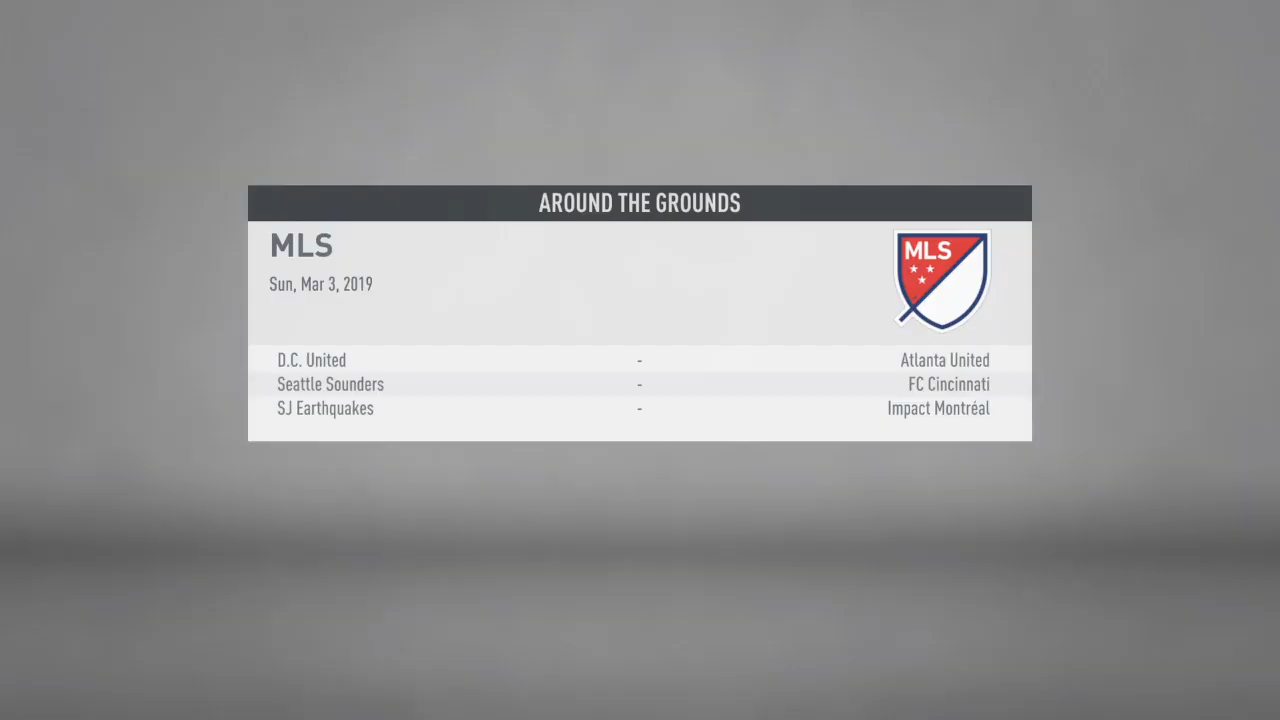 AROUND THE GROUNDS
MLS
MLS
Sun, Mar 3, 2019
D.C. United - Atlanta United
Seattle Sounders - FC Cincinnati
SJ Earthquakes - Impact Montréal